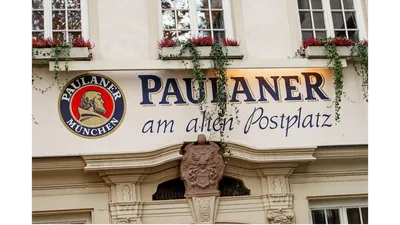 PAULANER
MÜNCHEN
PAULANER
am alten Postplatz